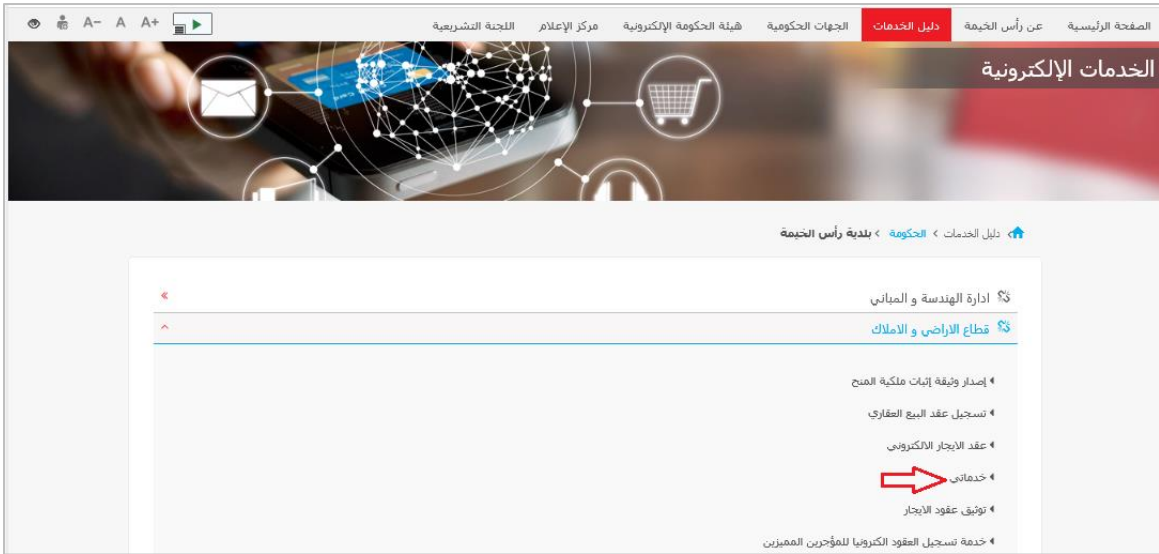 الصفحة الرئيسية عن رأس الخيمة دليل الخدمات الجهات الحكومية هيئة الحكومة الإلكترونية مركز الإعلام اللجنة التشريعية A+ A A−
الخدمات الإلكترونية
دليل الخدمات › الحكومة › بلدية رأس الخيمة
ادارة الهندسة و المباني
قطاع الاراضي و الاملاك
إصدار وثيقة إثبات ملكية المنح
تسجيل عقد البيع العقاري
عقد الايجار الالكتروني
خدماتي
توثيق عقود الايجار
خدمة تسجيل العقود الكترونيا للمؤجرين المميزين